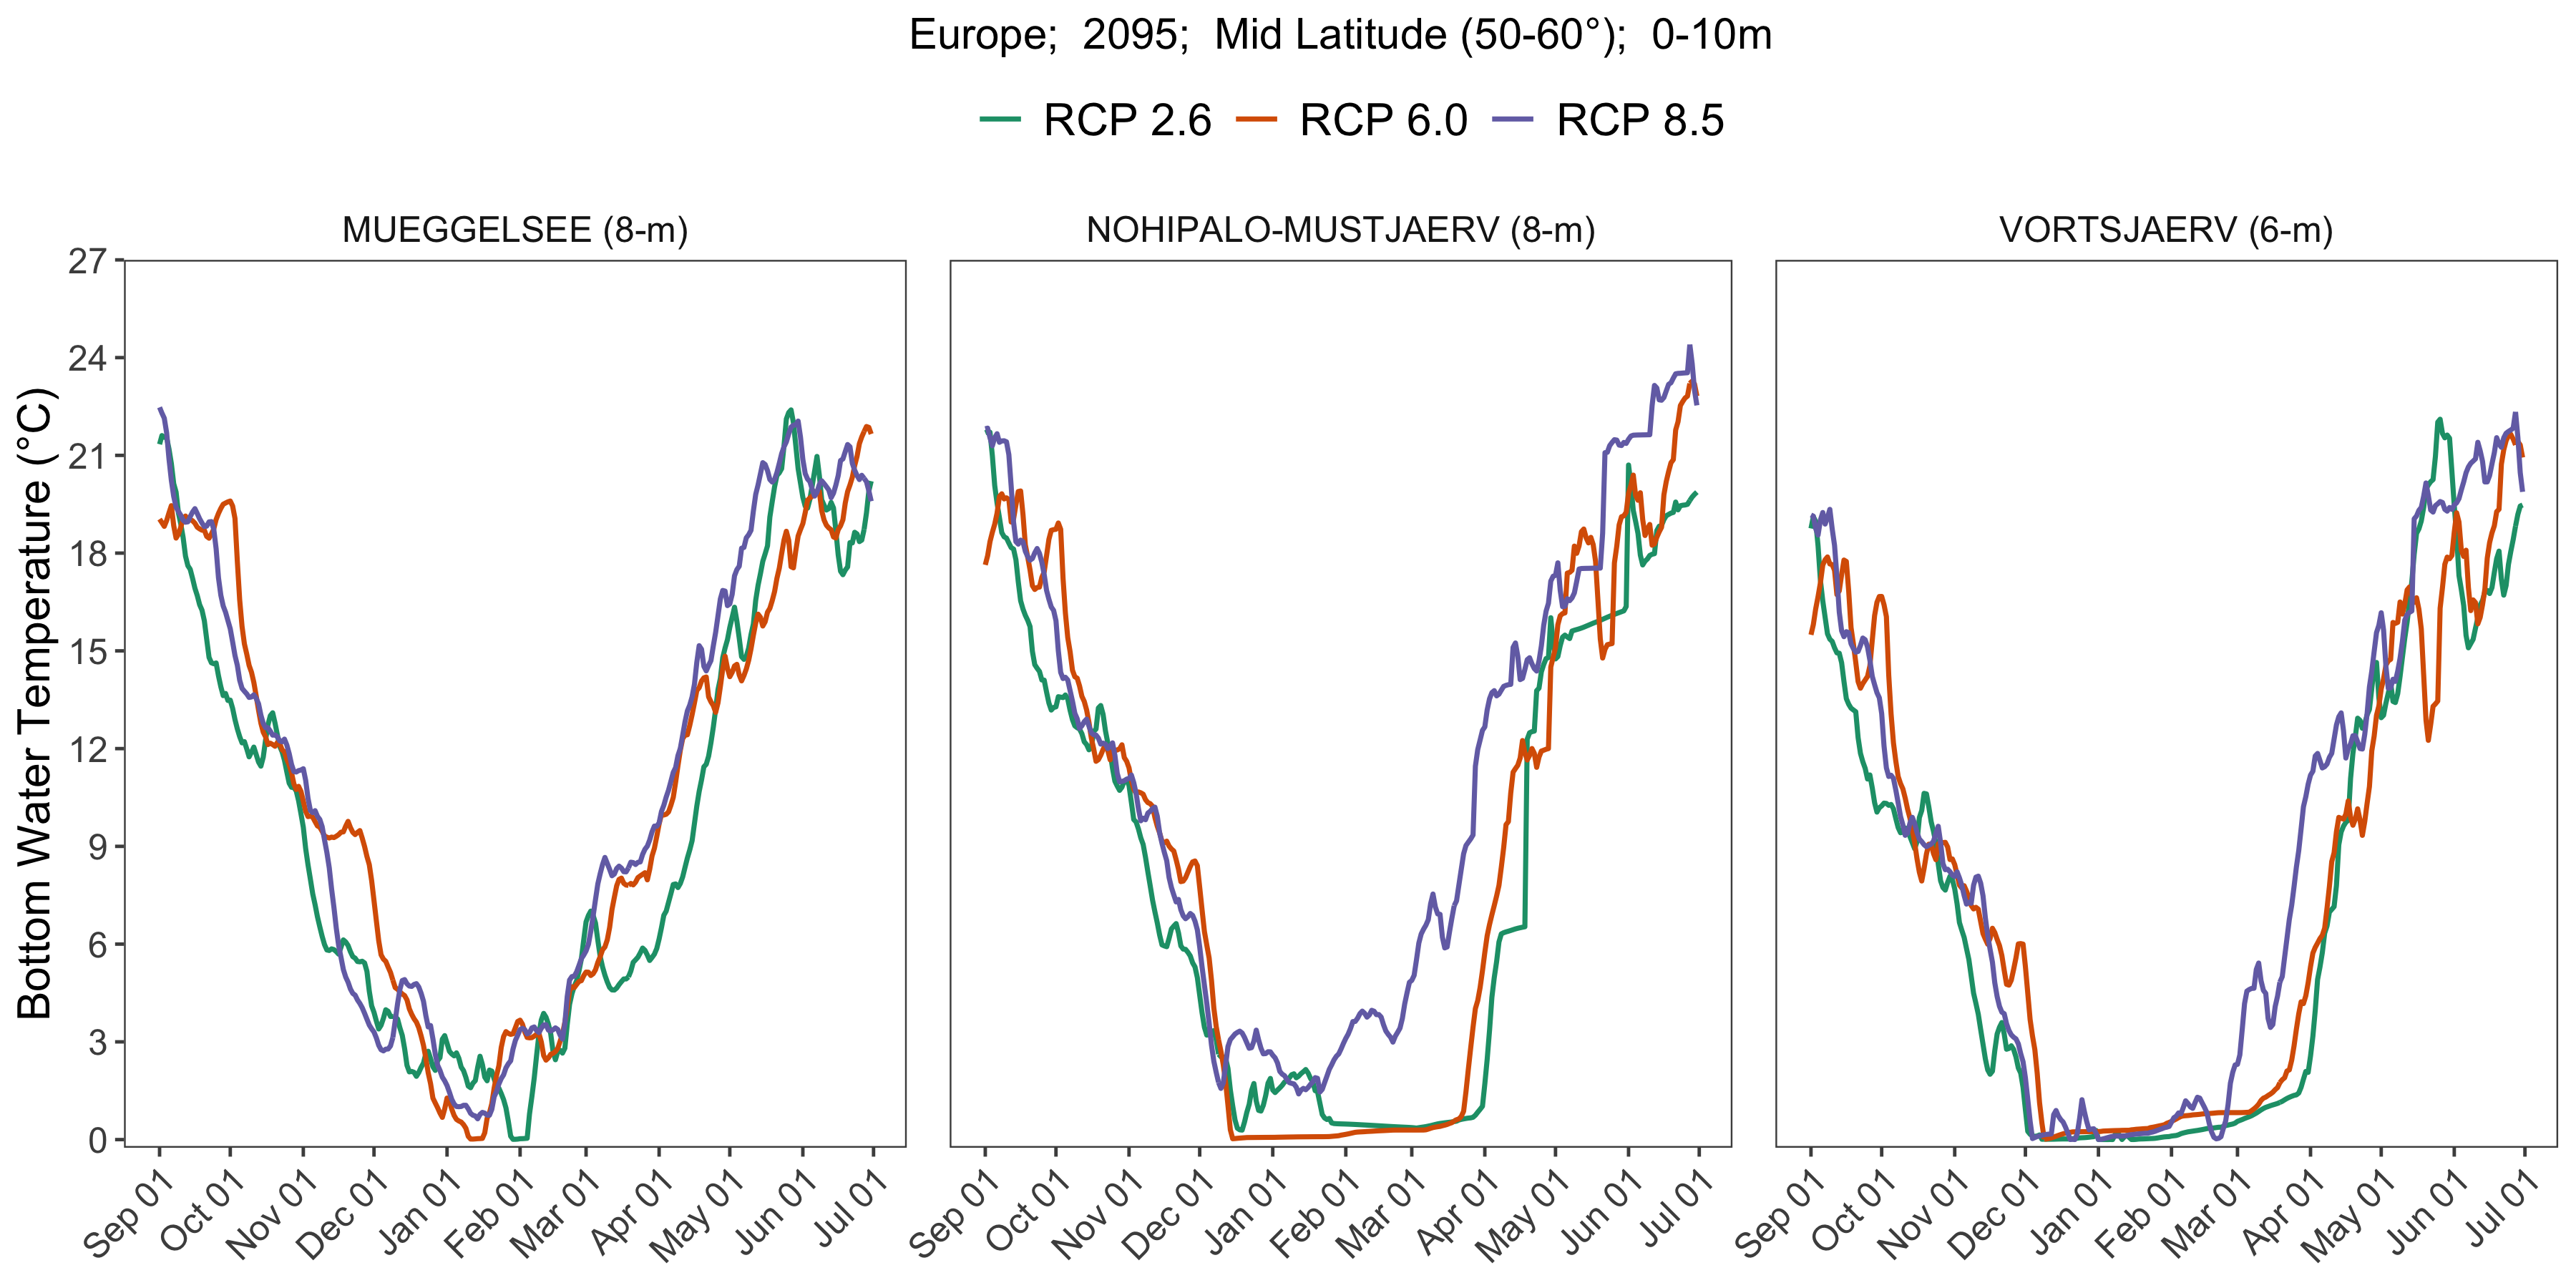 Europe;  2095;  Mid Latitude (50-60°);  0-10m
RCP 2.6 RCP 6.0 RCP 8.5
MUEGGELSEE (8-m)
NOHIPALO-MUSTJAERV (8-m)
VORTSJAERV (6-m)
Bottom Water Temperature (°C)
27
24
21
18
15
12
9
6
3
0
Sep 01 Oct 01 Nov 01 Dec 01 Jan 01 Feb 01 Mar 01 Apr 01 May 01 Jun 01 Jul 01
Sep 01 Oct 01 Nov 01 Dec 01 Jan 01 Feb 01 Mar 01 Apr 01 May 01 Jun 01 Jul 01
Sep 01 Oct 01 Nov 01 Dec 01 Jan 01 Feb 01 Mar 01 Apr 01 May 01 Jun 01 Jul 01